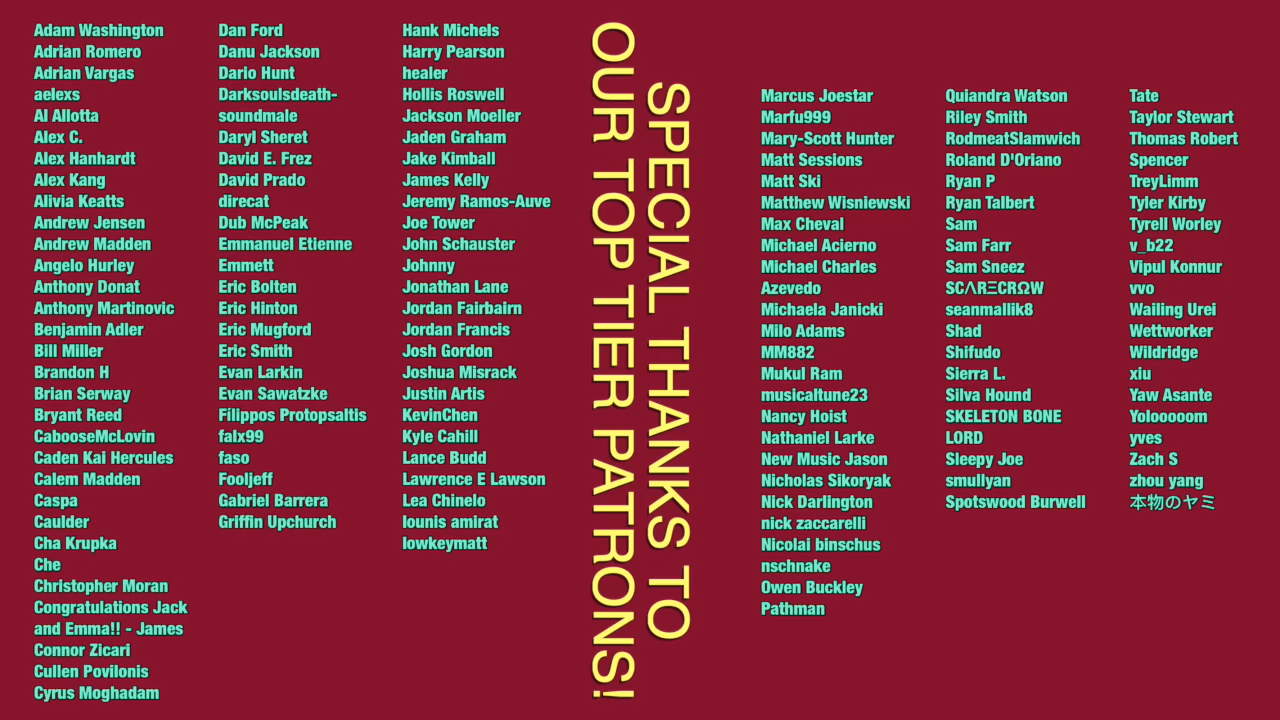 Adam Washington
Adrian Romero
Adrian Vargas
aelexs
Al Allotta
Alex C.
Alex Hanhardt
Alex Kang
Alivia Keatts
Andrew Jensen
Andrew Madden
Angelo Hurley
Anthony Donat
Anthony Martinovic
Benjamin Adler
Bill Miller
Brandon H
Brian Serway
Bryant Reed
CabooseMcLovin
Caden Kai Hercules
Calem Madden
Caspa
Caulder
Cha Krupka
Che
Christopher Moran
Congratulations Jack
and Emma!! - James
Connor Zicari
Cullen Povilonis
Cyrus Moghadam
Dan Ford
Danu Jackson
Dario Hunt
Darksoulsdeath-
soundmale
Daryl Sheret
David E. Frez
David Prado
direcat
Dub McPeak
Emmanuel Etienne
Emmett
Eric Bolten
Eric Hinton
Eric Mugford
Eric Smith
Evan Larkin
Evan Sawatzke
Filippos Protopsaltis
falx99
faso
Fooljeff
Gabriel Barrera
Griffin Upchurch
Hank Michels
Harry Pearson
healer
Hollis Roswell
Jackson Moeller
Jaden Graham
Jake Kimball
James Kelly
Jeremy Ramos-Auve
Joe Tower
John Schauster
Johnny
Jonathan Lane
Jordan Fairbairn
Jordan Francis
Josh Gordon
Joshua Misrack
Justin Artis
KevinChen
Kyle Cahill
Lance Budd
Lawrence E Lawson
Lea Chinelo
lounis amirat
lowkeymatt
SPECIAL THANKS TO
OUR TOP TIER PATRONS!
Marcus Joestar
Marfu999
Mary-Scott Hunter
Matt Sessions
Matt Ski
Matthew Wisniewski
Max Cheval
Michael Acierno
Michael Charles
Azevedo
Michaela Janicki
Milo Adams
MM882
Mukul Ram
musicaltune23
Nancy Hoist
Nathaniel Larke
New Music Jason
Nicholas Sikoryak
Nick Darlington
nick zaccarelli
Nicolai binschus
nschnake
Owen Buckley
Pathman
Quiandra Watson
Riley Smith
RodmeatSlamwich
Roland D'Oriano
Ryan P
Ryan Talbert
Sam
Sam Farr
Sam Sneez
SCΛRΞCRΩW
seanmallik8
Shad
Shifudo
Sierra L.
Silva Hound
SKELETON BONE
LORD
Sleepy Joe
smullyan
Spotswood Burwell
Tate
Taylor Stewart
Thomas Robert
Spencer
TreyLimm
Tyler Kirby
Tyrell Worley
v_b22
Vipul Konnur
vvo
Wailing Urei
Wettworker
Wildridge
xiu
Yaw Asante
Yolooooom
yves
Zach S
zhou yang
本物のヤミ